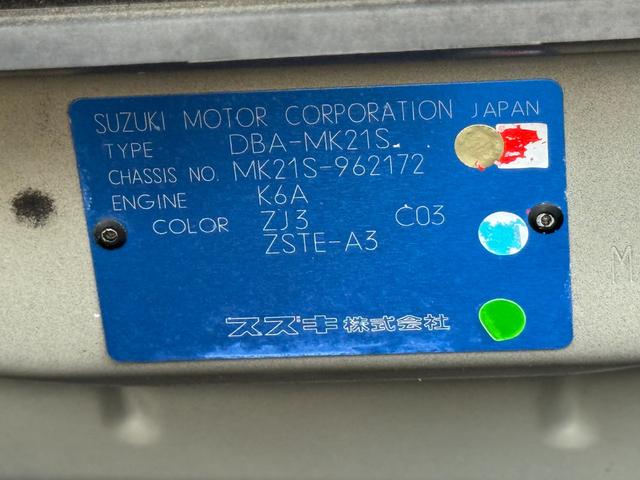 SUZUKI MOTOR CORPORATION JAPAN
TYPE DBA-MK21S
CHASSIS NO. MK21S-962172
ENGINE K6A
COLOR ZJ3 C03
ZSTE-A3
スズキ株式会社
M